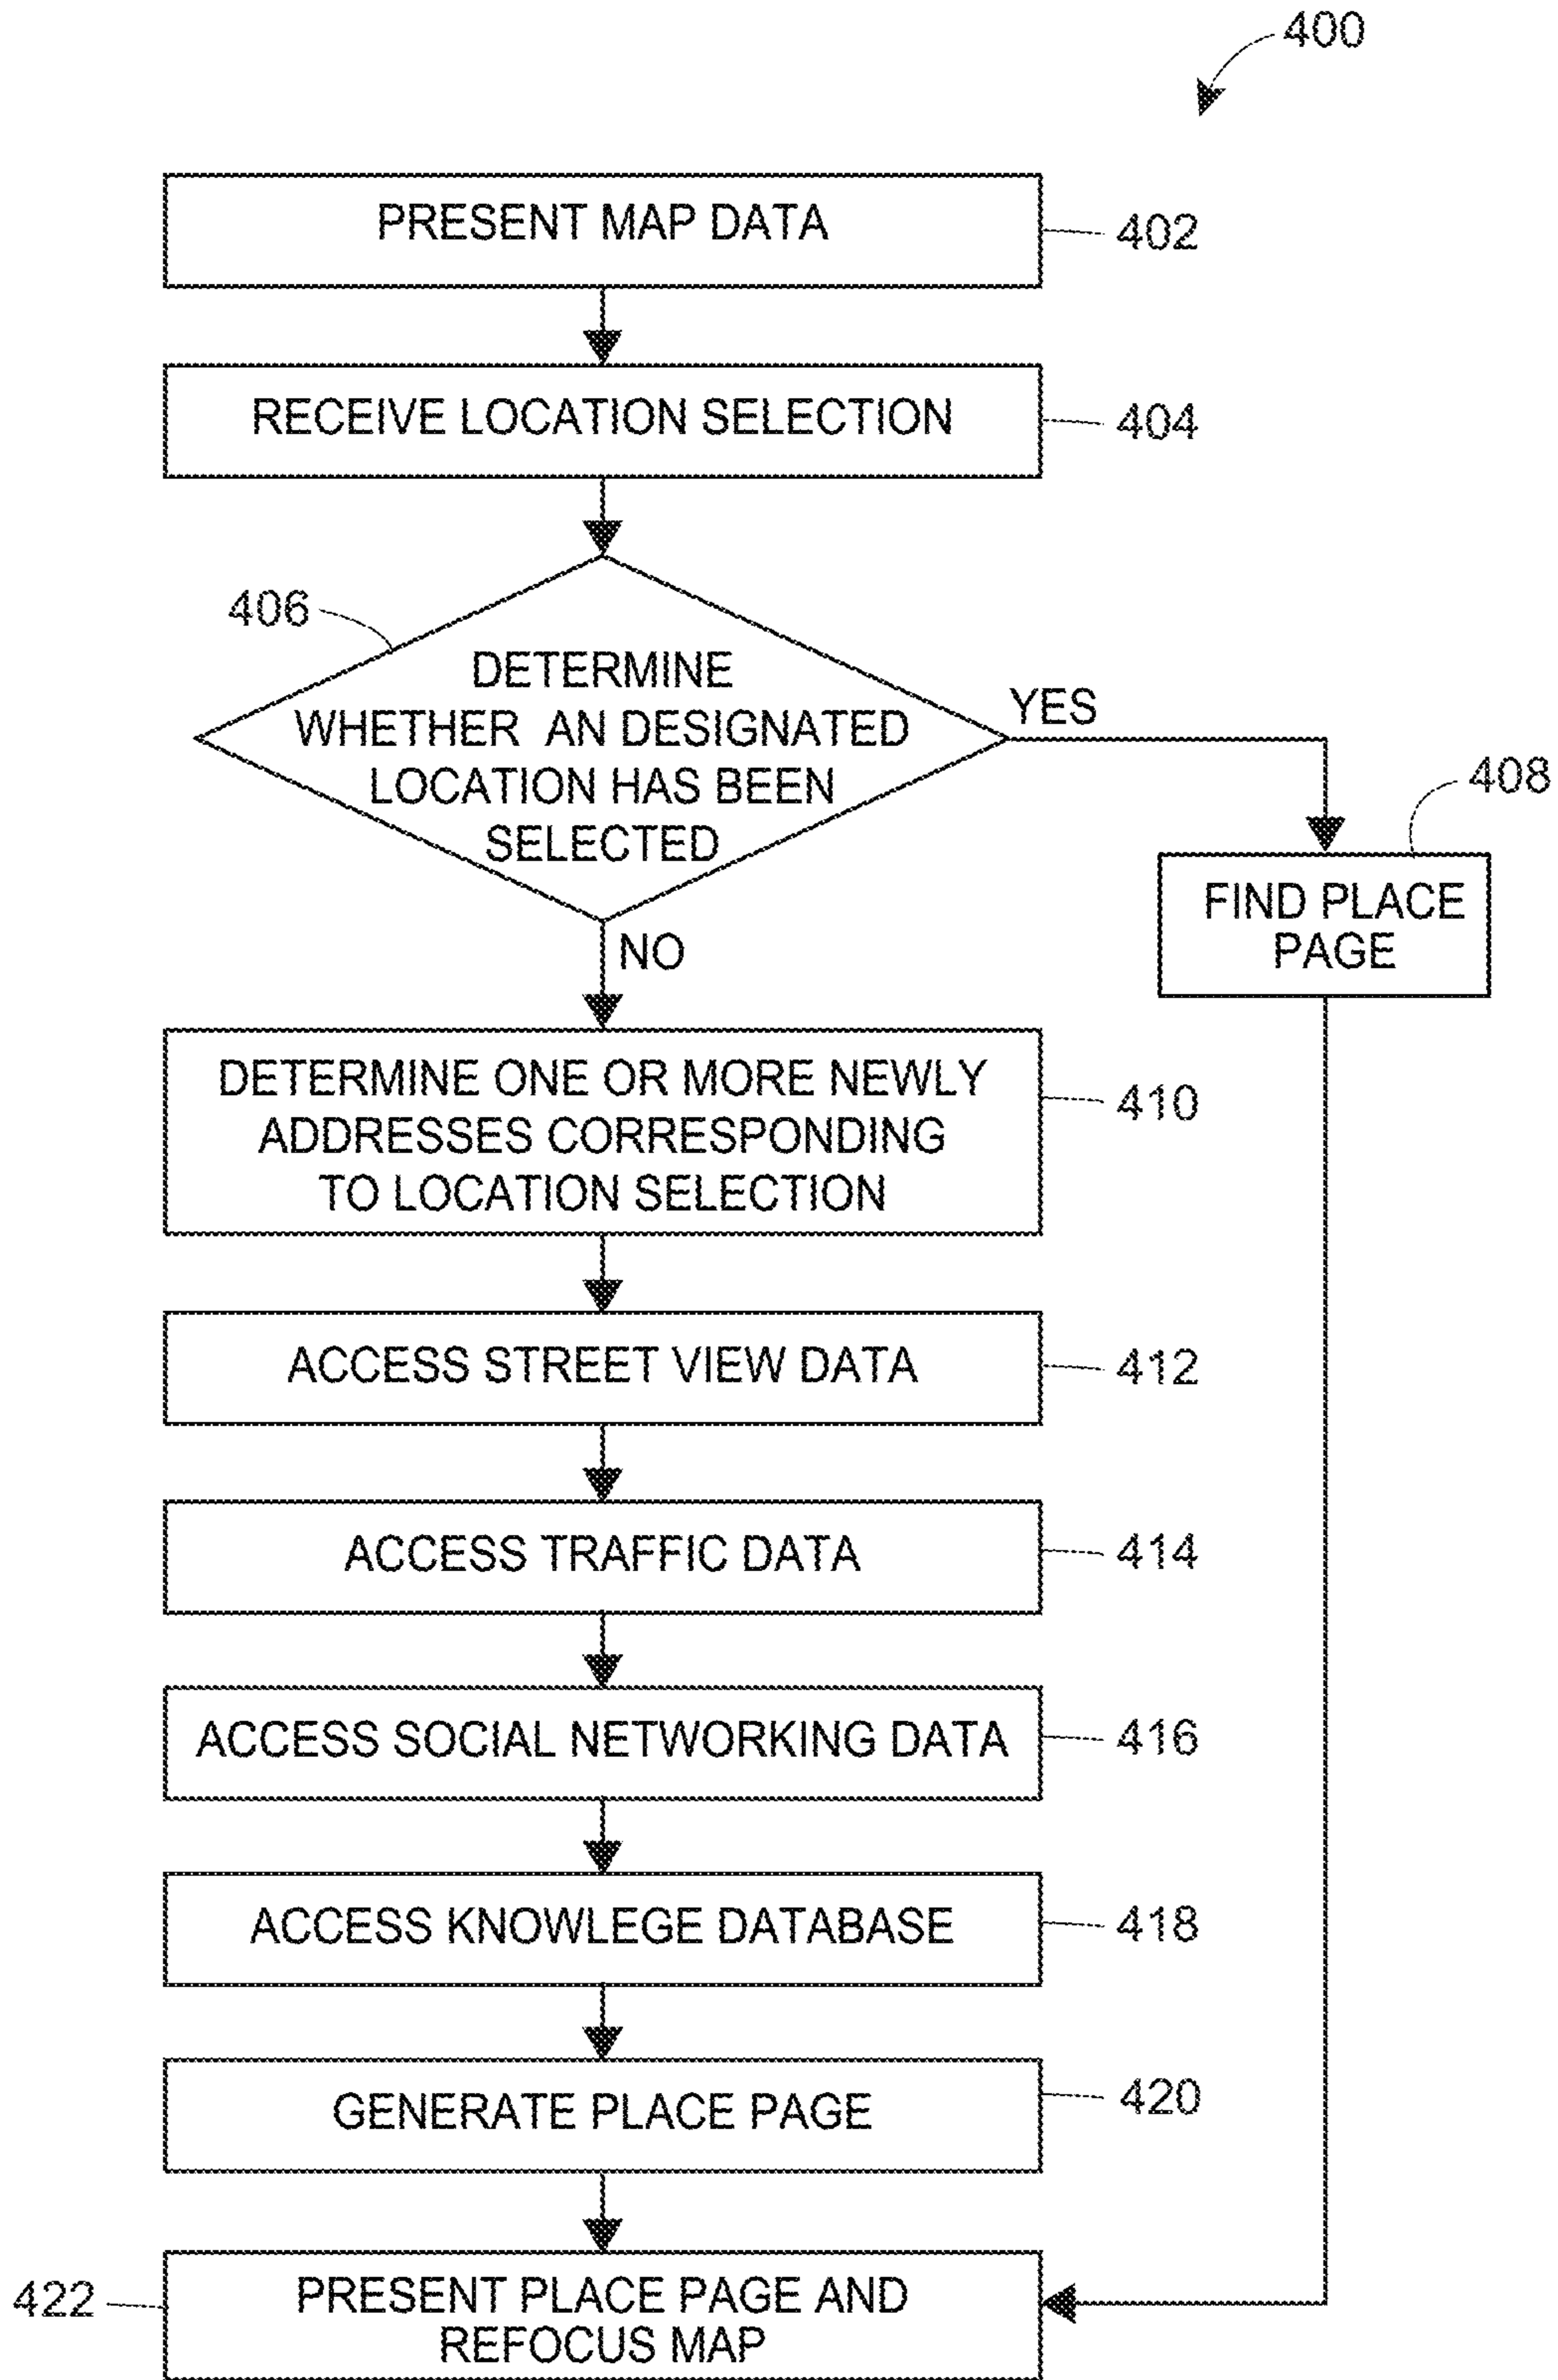 400
PRESENT MAP DATA
402
RECEIVE LOCATION SELECTION
404
406
DETERMINE
WHETHER AN DESIGNATED
LOCATION HAS BEEN
SELECTED
YES
408
FIND PLACE
PAGE
NO
DETERMINE ONE OR MORE NEWLY
ADDRESSES CORRESPONDING
TO LOCATION SELECTION
410
ACCESS STREET VIEW DATA
412
ACCESS TRAFFIC DATA
414
ACCESS SOCIAL NETWORKING DATA
416
ACCESS KNOWLEGE DATABASE
418
GENERATE PLACE PAGE
420
422
PRESENT PLACE PAGE AND
REFOCUS MAP